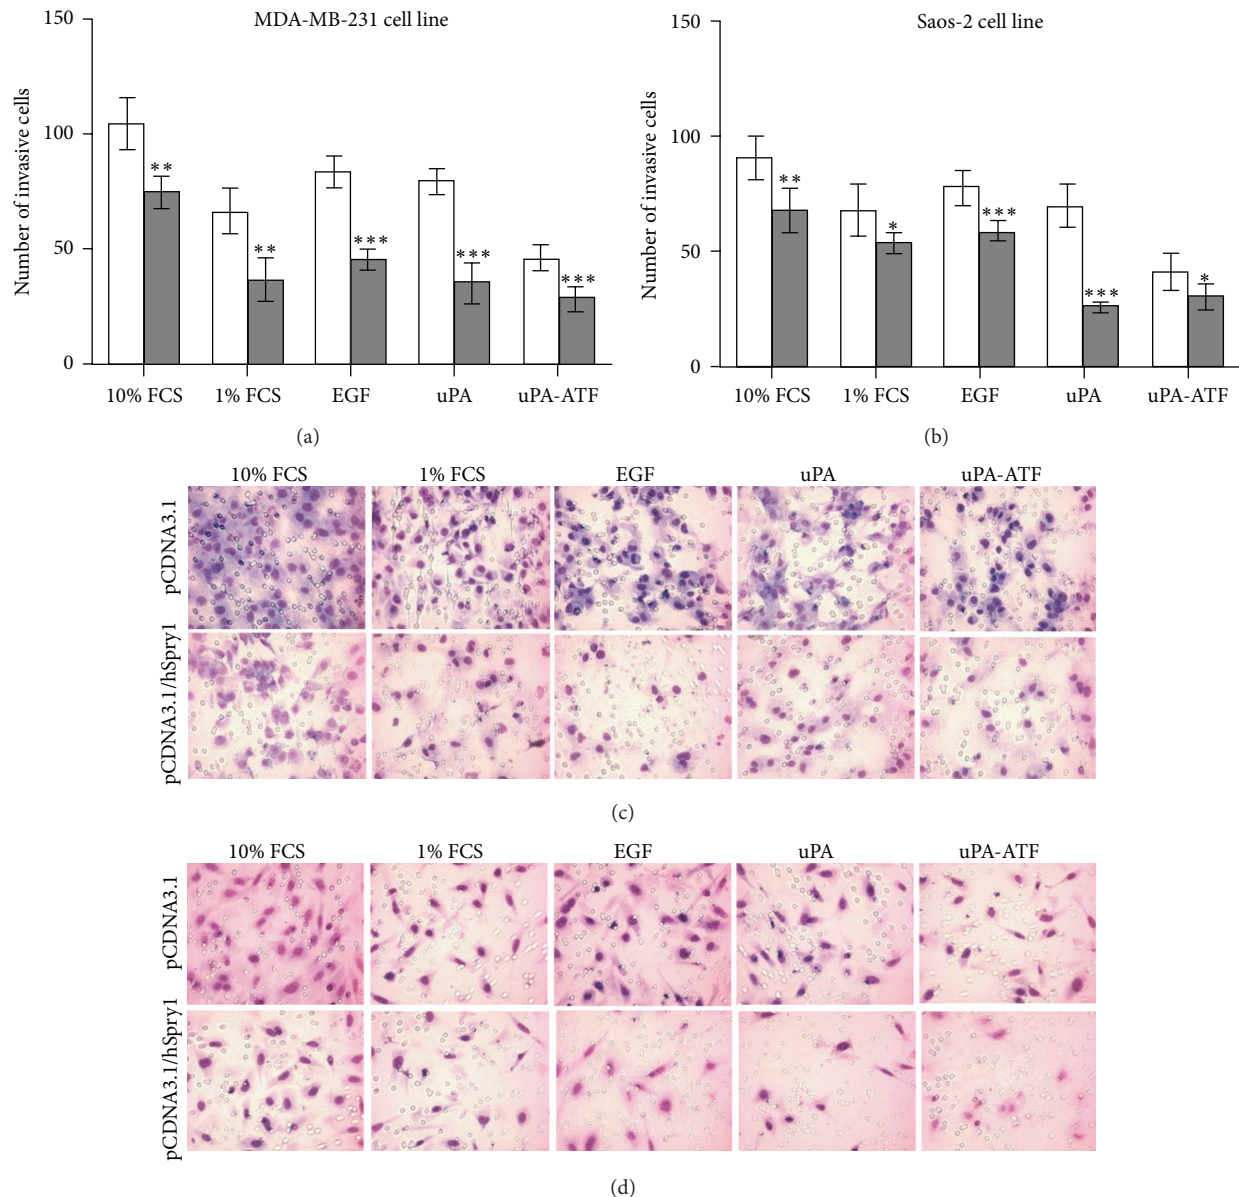 MDA-MB-231 cell line
Number of invasive cells
150
100
50
0
**
**
***
***
***
10% FCS 1% FCS EGF uPA uPA-ATF
(a)
Saos-2 cell line
Number of invasive cells
150
100
50
0
**
*
***
***
*
10% FCS 1% FCS EGF uPA uPA-ATF
(b)
10% FCS 1% FCS EGF uPA uPA-ATF
pCDNA3.1
pCDNA3.1/hSpry1
(c)
10% FCS 1% FCS EGF uPA uPA-ATF
pCDNA3.1
pCDNA3.1/hSpry1
(d)